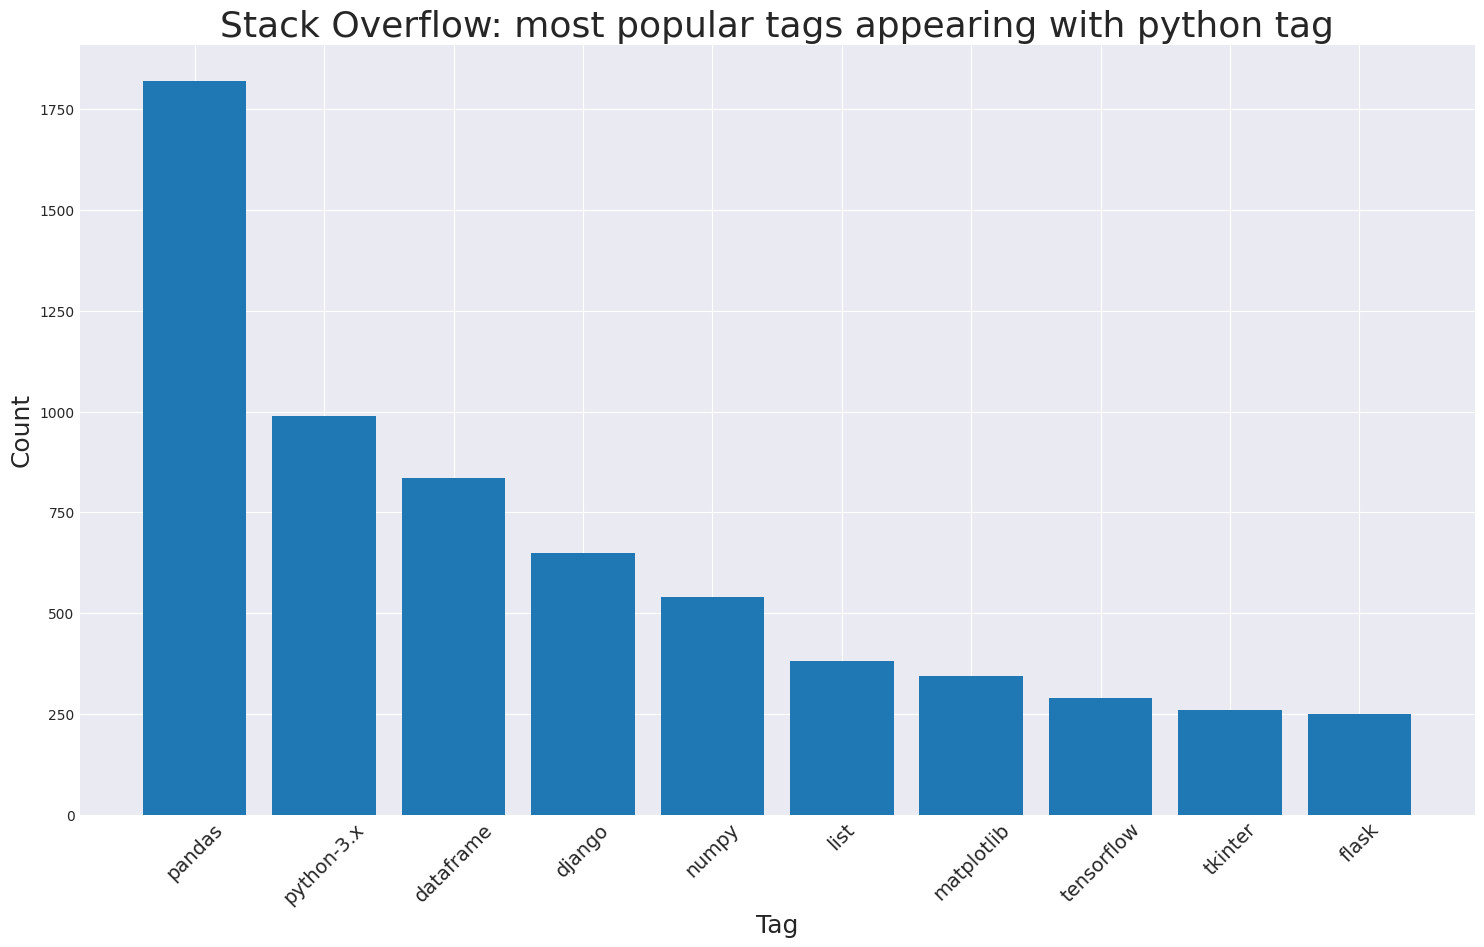 Stack Overflow: most popular tags appearing with python tag
1750
1500
1250
1000
750
500
250
0
Count
pandas
python-3.x
dataframe
django
numpy
list
matplotlib
tensorflow
tkinter
flask
Tag